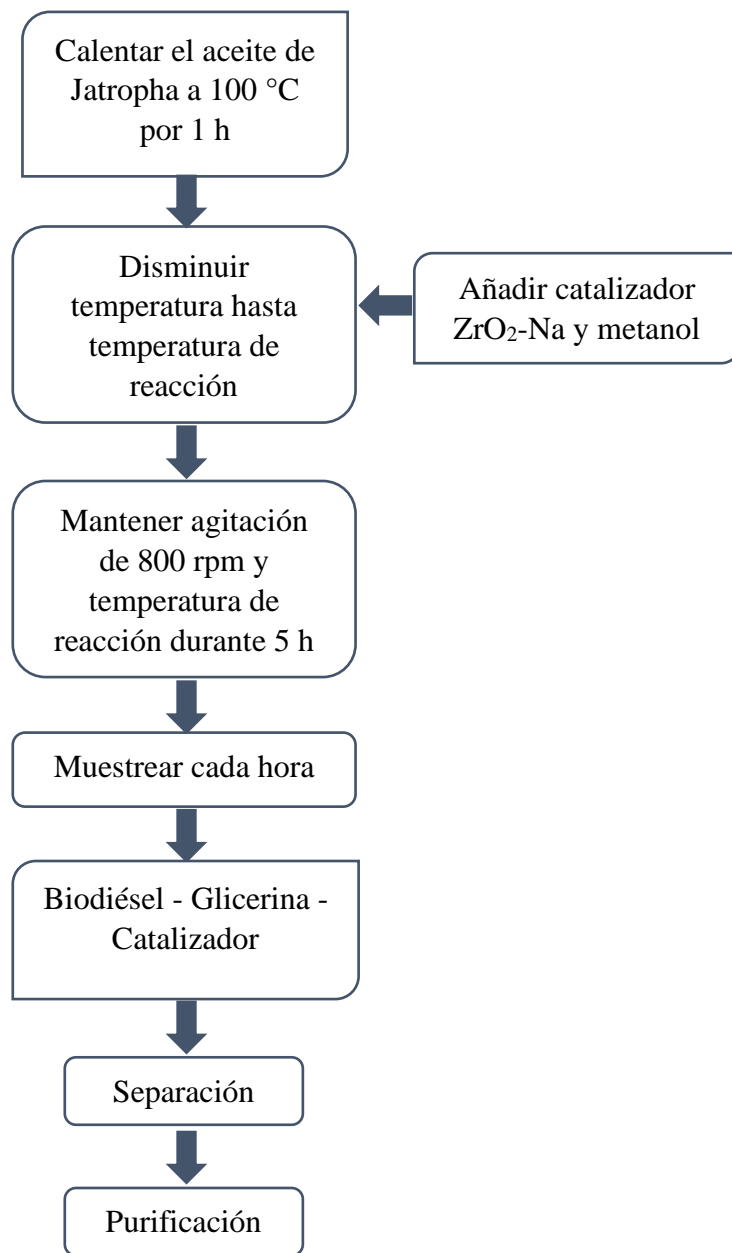 Calentar el aceite de
Jatropha a 100 °C
por 1 h
Disminuir
temperatura hasta
temperatura de
reacción
Añadir catalizador
ZrO₂-Na y metanol
Mantener agitación
de 800 rpm y
temperatura de
reacción durante 5 h
Muestrear cada hora
Biodiésel - Glicerina -
Catalizador
Separación
Purificación